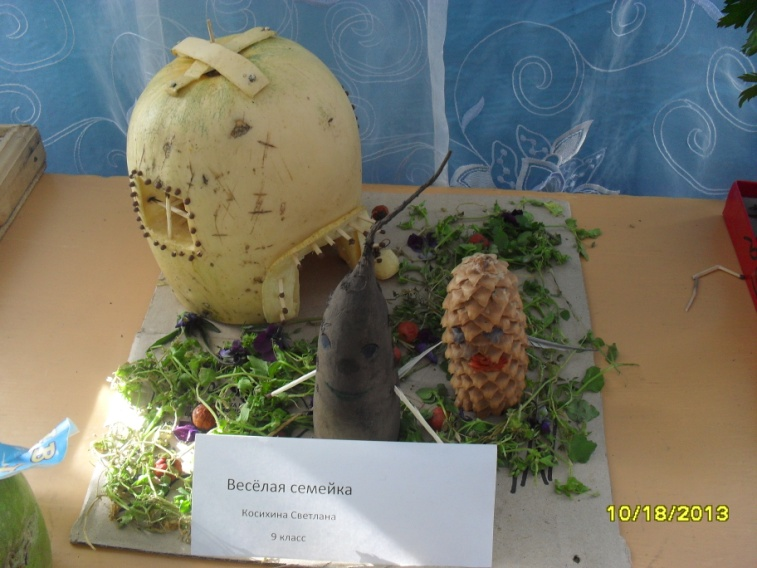 Весёлая семейка
Косихина Светлана
9 класс
10/18/2013